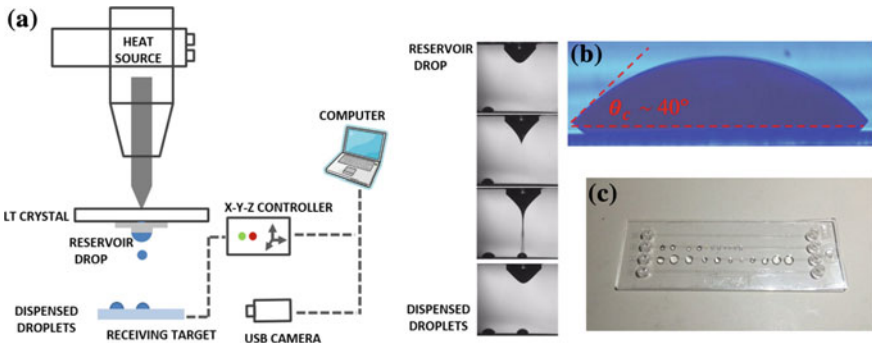 (a)
HEAT
SOURCE
COMPUTER
LT CRYSTAL
X-Y-Z CONTROLLER
RESERVOIR
DROP
DISPENSED
DROPLETS
RECEIVING TARGET
USB CAMERA
RESERVOIR
DROP
DISPENSED
DROPLETS
(b)
θr ~ 40°
(c)